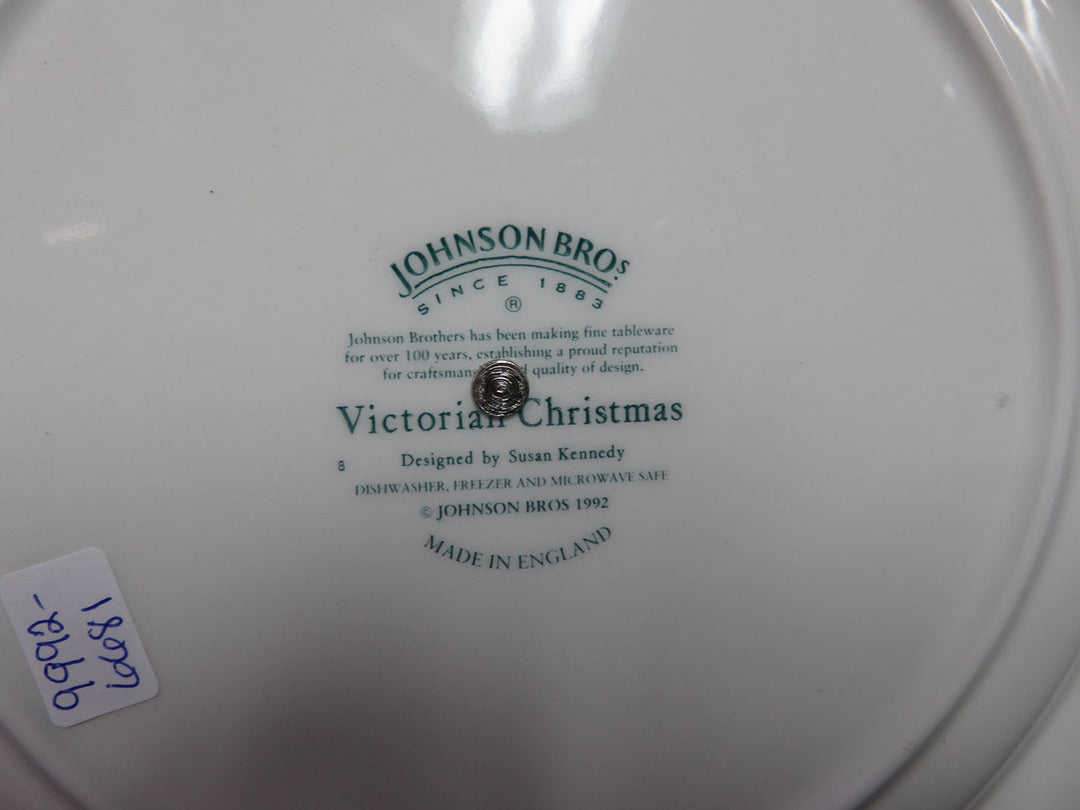 JOHNSON BROS.
SINCE 1883
®
Johnson Brothers has been making fine tableware
for over 100 years, establishing a proud reputation
for quality of design.
Victorian Christmas
8
Designed by Susan Kennedy
DISHWASHER, FREEZER AND MICROWAVE SAFE
© JOHNSON BROS 1992
MADE IN ENGLAND